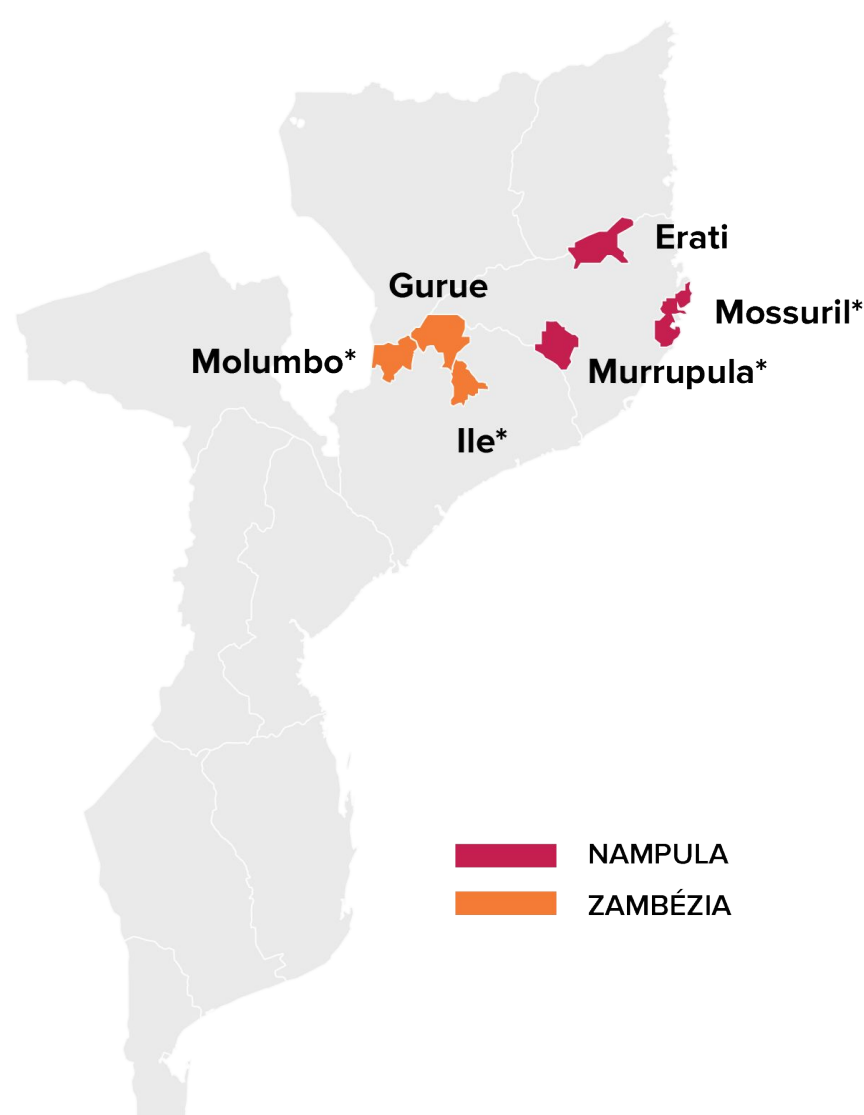 Erati
Gurue
Mossuril*
Molumbo*
Murrupula*
Ile*
NAMPULA
ZAMBÉZIA